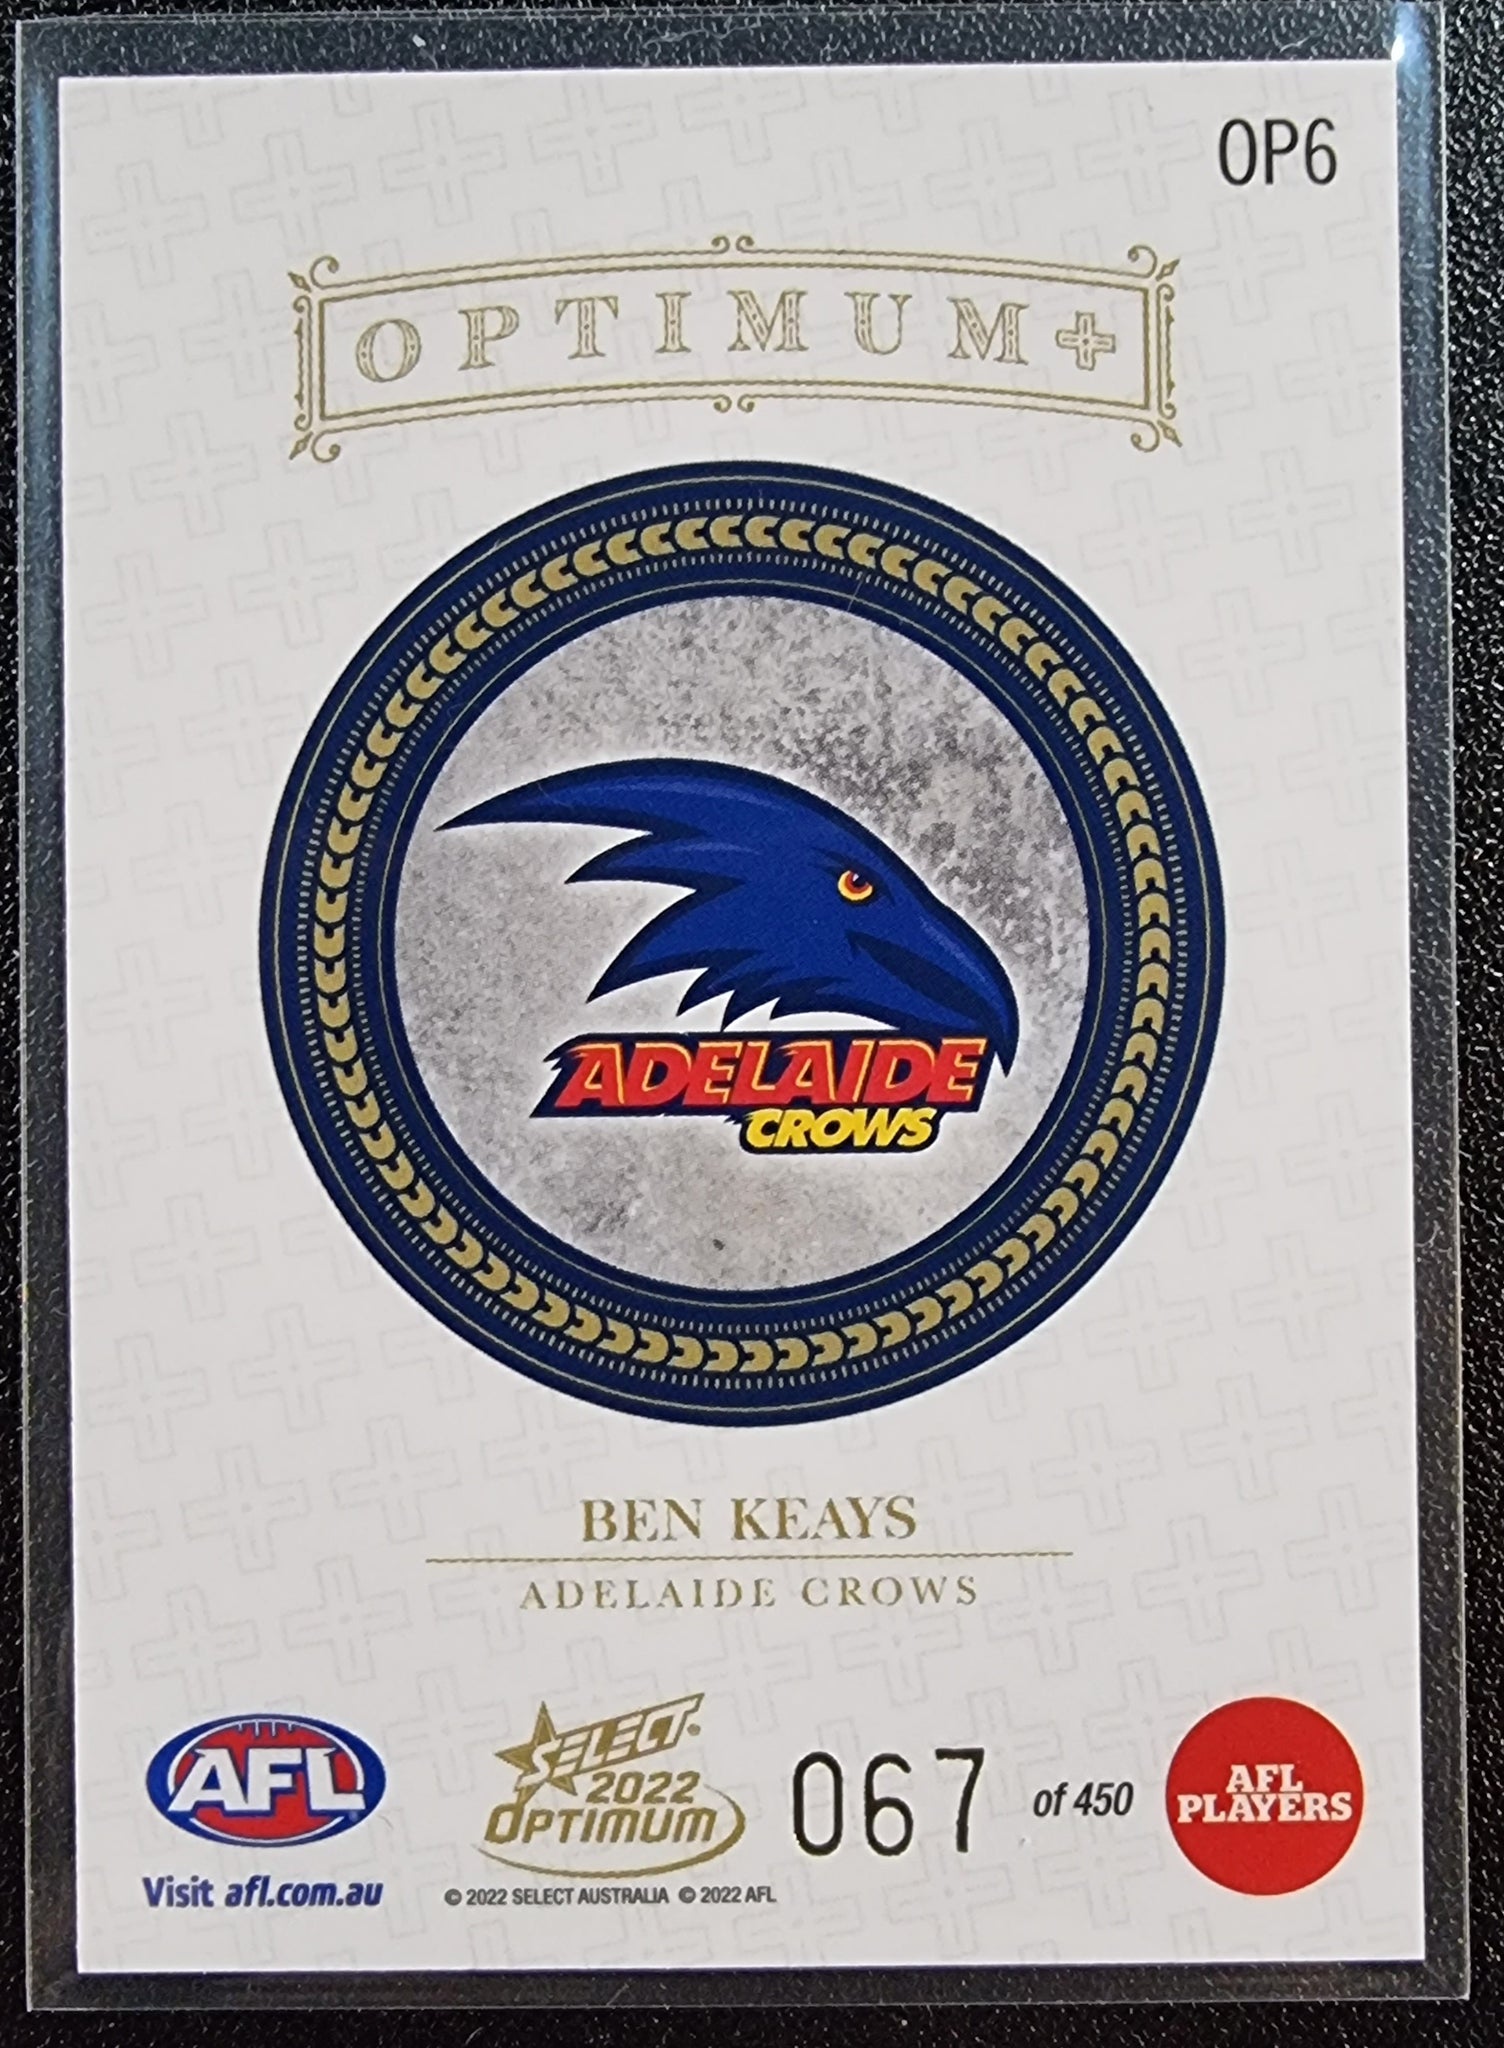 OP6
OPTIMUM+
ADELAIDE
CROWS
BEN KEAYS
ADELAIDE CROWS
AFL
Visit afl.com.au
SELECT
2022
OPTIMUM
© 2022 SELECT AUSTRALIA © 2022 AFL
067 of 450
AFL
PLAYERS